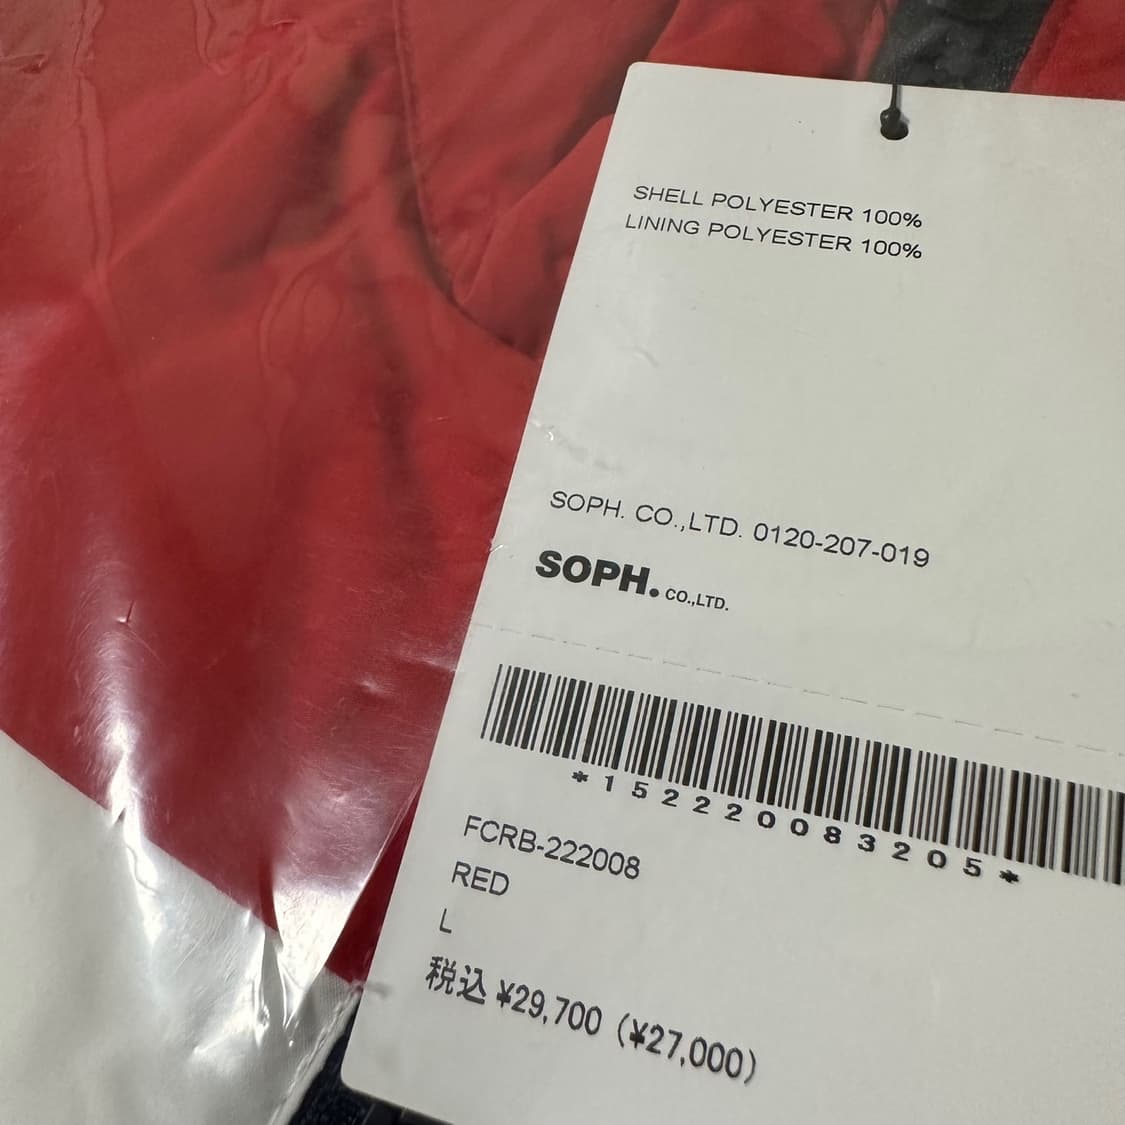 SHELL POLYESTER 100%
LINING POLYESTER 100%
SOPH. CO.,LTD. 0120-207-019
SOPH. CO.,LTD.
*152220083205*
FCRB-222008
RED
L
税込 ¥29,700 (¥27,000)